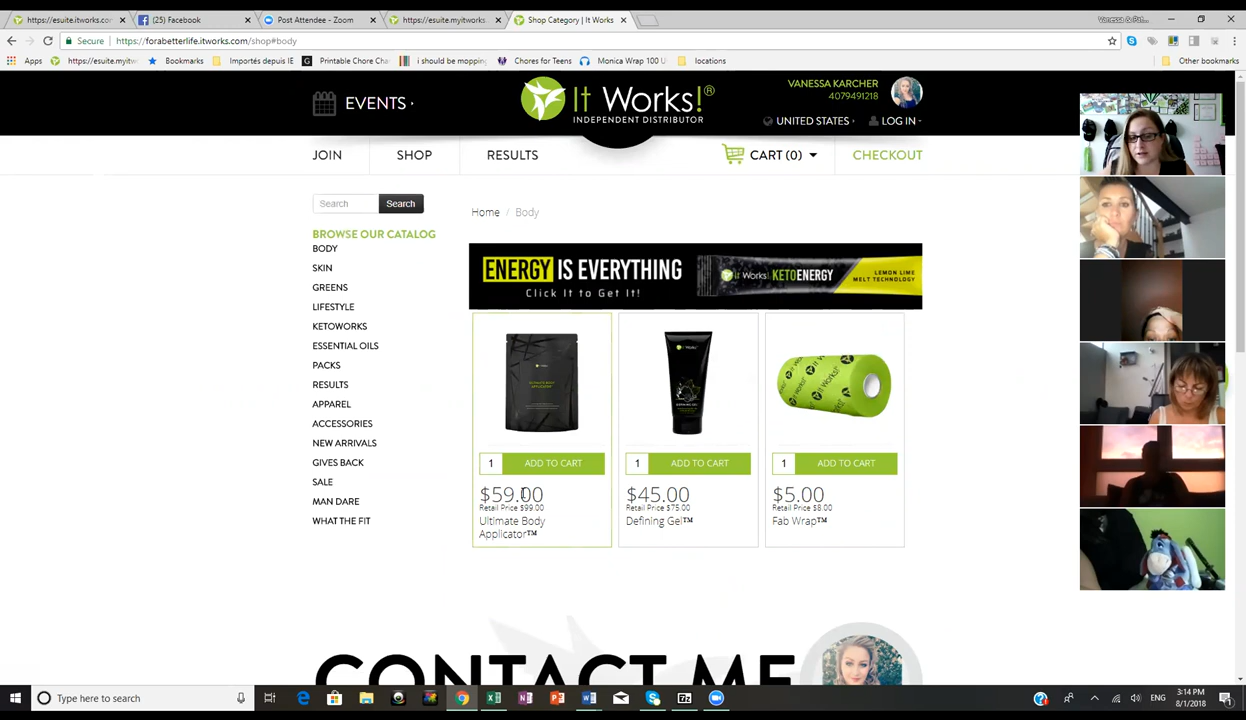 https://esuite.itworks.cor
(25) Facebook
Post Attendee - Zoom
https://esuite.myitworks
Shop Category | It Works
Vanessa & Pat...
Secure
https://forabetterlife.itworks.com/shop#body
Apps
https://esuite.myitw
Bookmarks
Importés depuis IE
Printable Chore Cha
i should be mopping
Chores for Teens
Monica Wrap 100 U
locations
Other bookmarks
EVENTS
It Works!®
INDEPENDENT DISTRIBUTOR
VANESSA KARCHER
4079491218
UNITED STATES
LOG IN
JOIN
SHOP
RESULTS
CART (0)
CHECKOUT
Search
Search
Home / Body
BROWSE OUR CATALOG
BODY
SKIN
GREENS
LIFESTYLE
KETOWORKS
ESSENTIAL OILS
PACKS
RESULTS
APPAREL
ACCESSORIES
NEW ARRIVALS
GIVES BACK
SALE
MAN DARE
WHAT THE FIT
ENERGY IS EVERYTHING
Click It to Get It!
It Works! KETOENERGY
LEMON LIME
MELT TECHNOLOGY
1 ADD TO CART
$59.00
Retail Price $99.00
Ultimate Body
Applicator™
1 ADD TO CART
$45.00
Retail Price $75.00
Defining Gel™
1 ADD TO CART
$5.00
Retail Price $8.00
Fab Wrap™
CONTACT ME
Type here to search
ENG
3:14 PM
8/1/2018